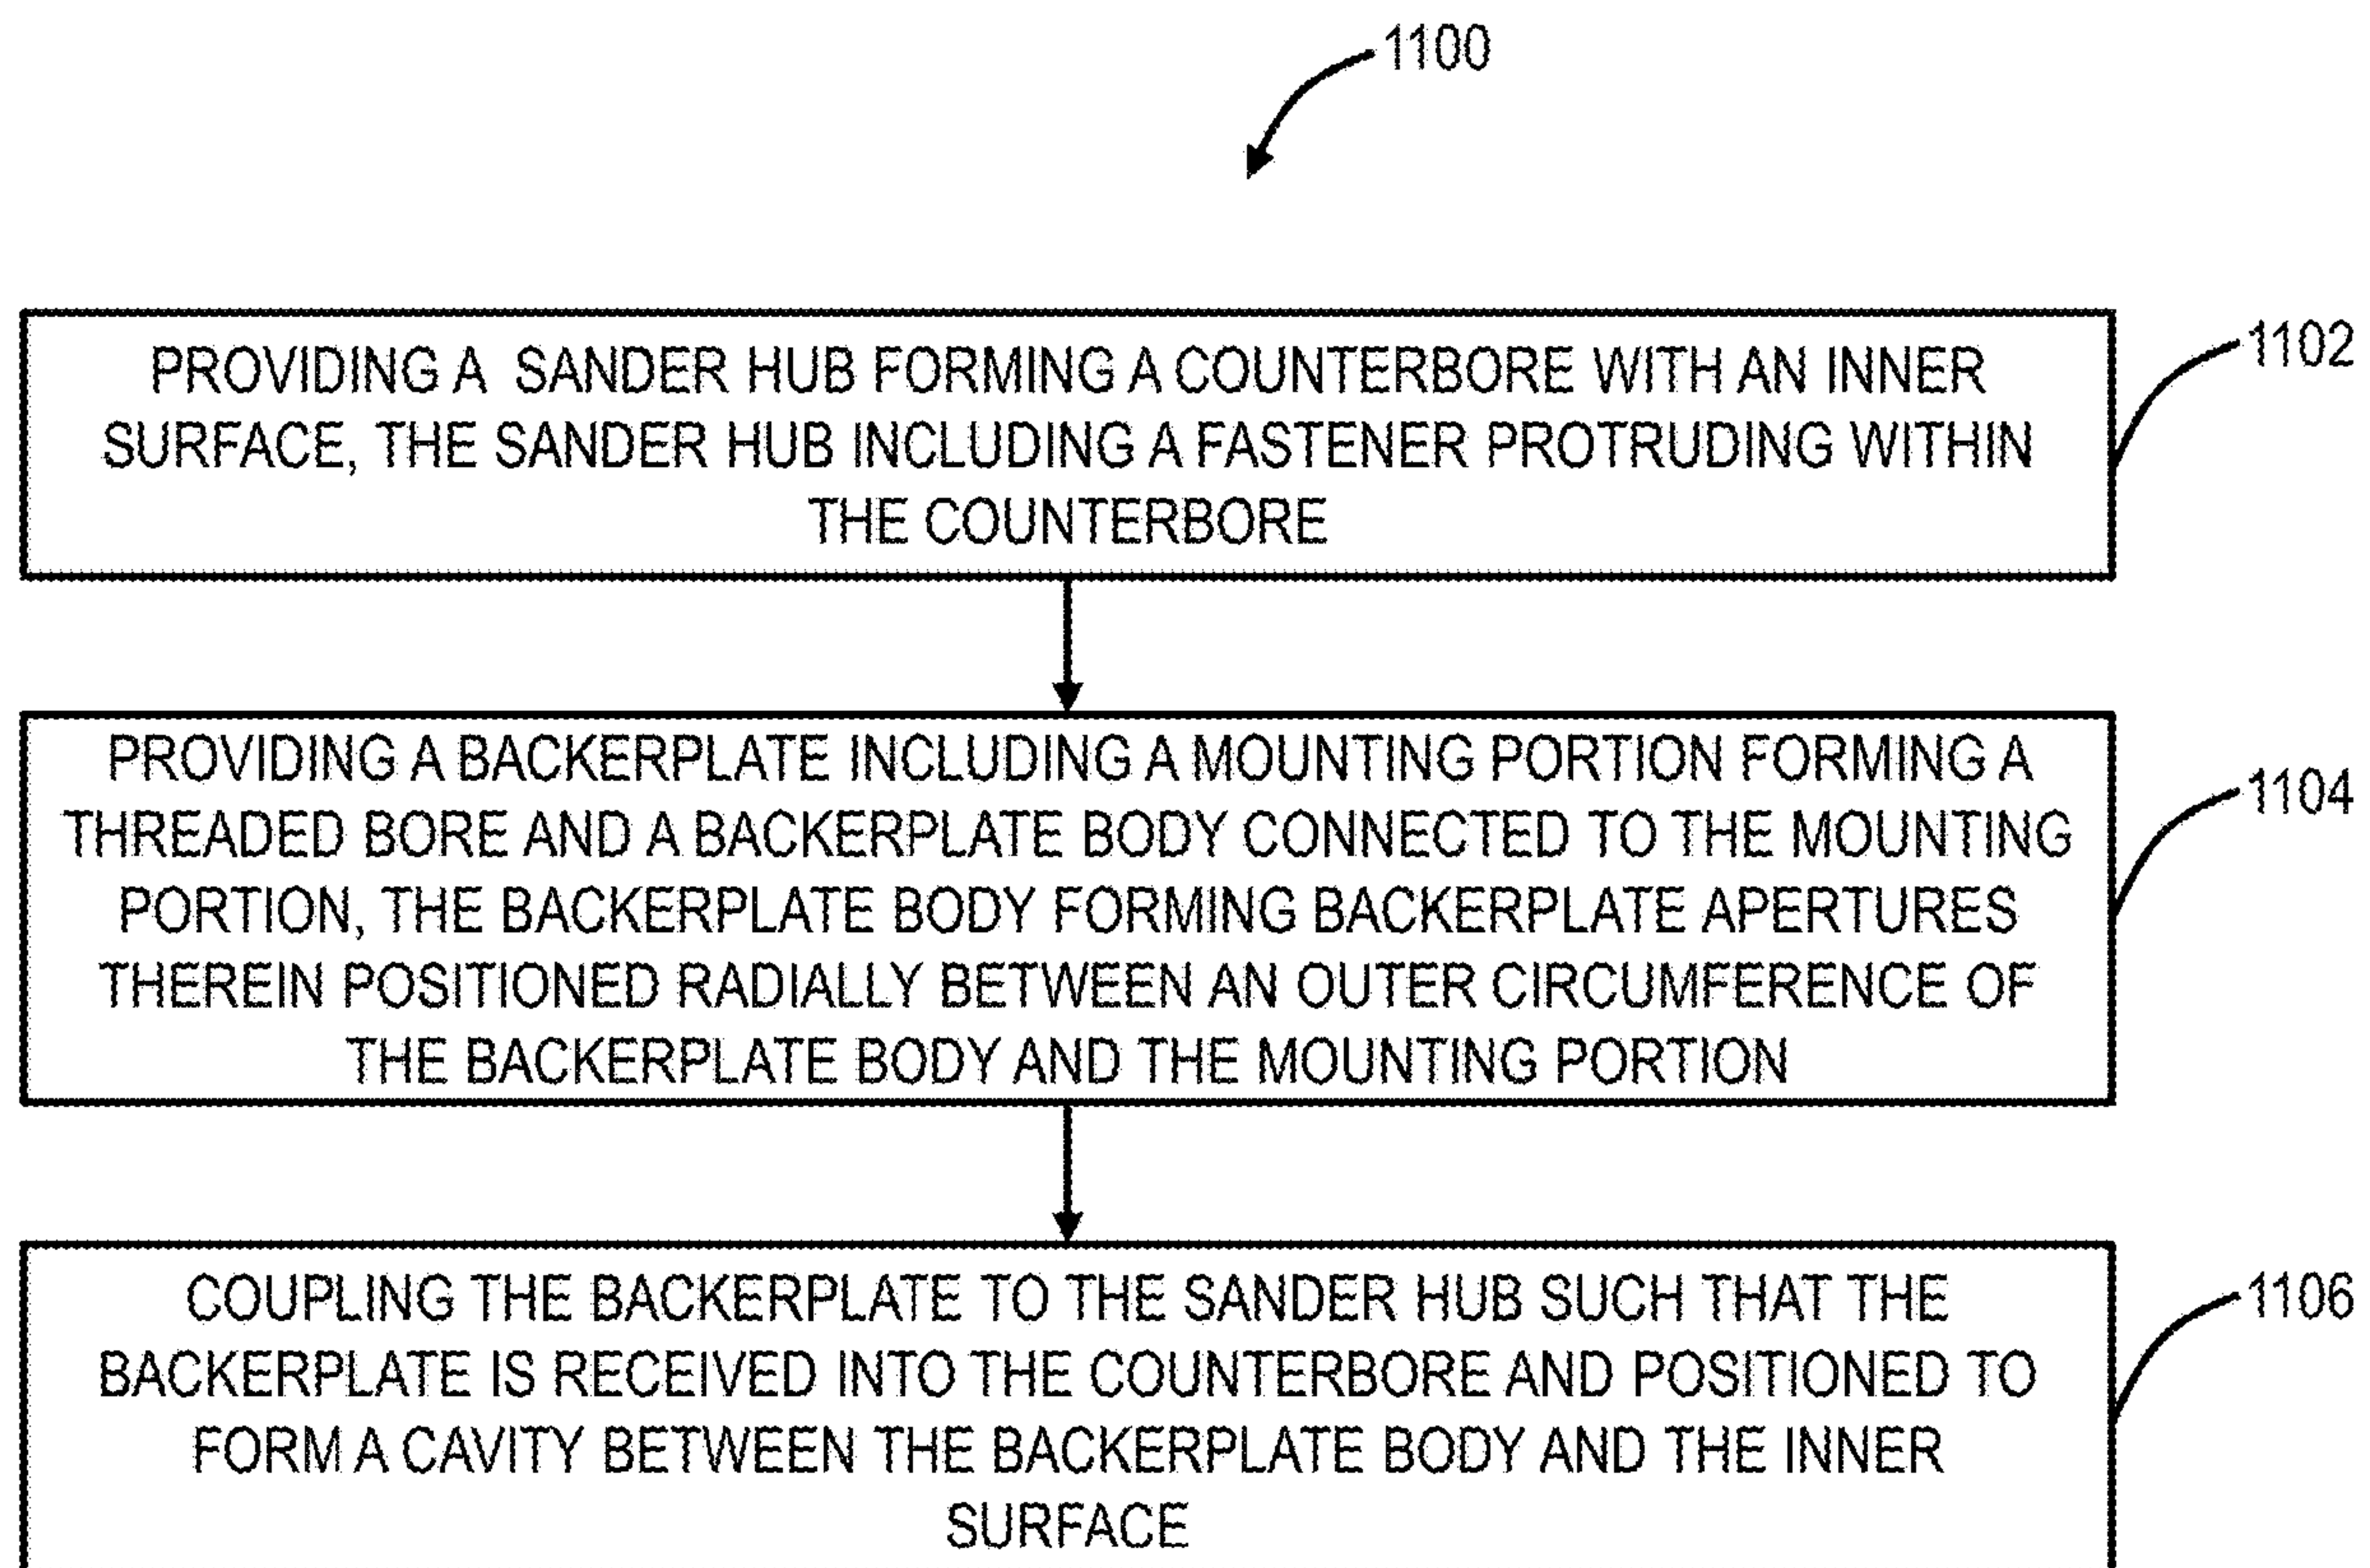 1100
PROVIDING A SANDER HUB FORMING A COUNTERBORE WITH AN INNER
SURFACE, THE SANDER HUB INCLUDING A FASTENER PROTRUDING WITHIN
THE COUNTERBORE
1102
PROVIDING A BACKERPLATE INCLUDING A MOUNTING PORTION FORMING A
THREADED BORE AND A BACKERPLATE BODY CONNECTED TO THE MOUNTING
PORTION, THE BACKERPLATE BODY FORMING BACKERPLATE APERTURES
THEREIN POSITIONED RADIALLY BETWEEN AN OUTER CIRCUMFERENCE OF
THE BACKERPLATE BODY AND THE MOUNTING PORTION
1104
COUPLING THE BACKERPLATE TO THE SANDER HUB SUCH THAT THE
BACKERPLATE IS RECEIVED INTO THE COUNTERBORE AND POSITIONED TO
FORM A CAVITY BETWEEN THE BACKERPLATE BODY AND THE INNER
SURFACE
1106